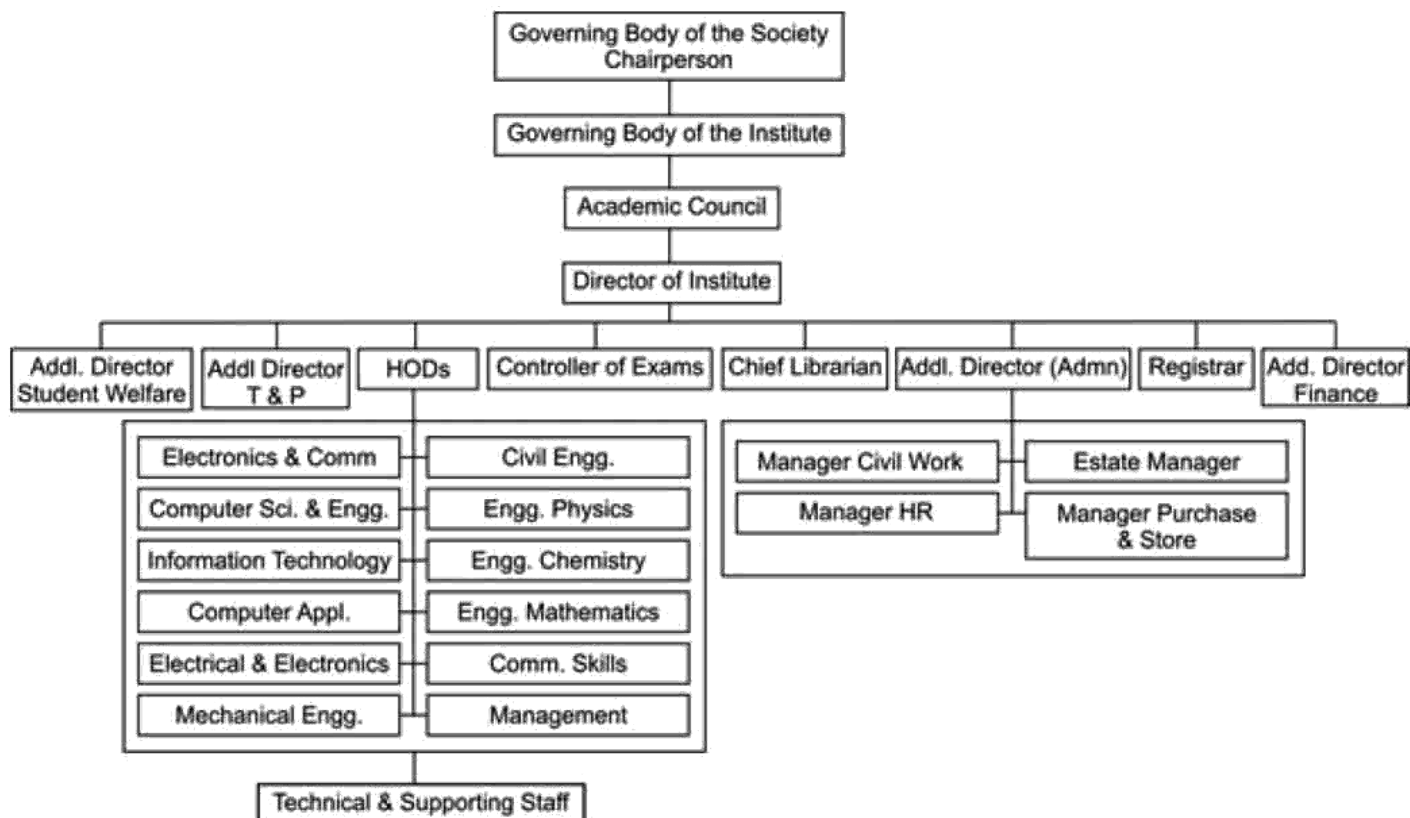 Governing Body of the Society
Chairperson
Governing Body of the Institute
Academic Council
Director of Institute
Addl. Director
Student Welfare
Addl Director
T & P
HODs
Controller of Exams
Chief Librarian
Addl. Director (Admn)
Registrar
Add. Director
Finance
Electronics & Comm
Civil Engg.
Computer Sci. & Engg.
Engg. Physics
Information Technology
Engg. Chemistry
Computer Appl.
Engg. Mathematics
Electrical & Electronics
Comm. Skills
Mechanical Engg.
Management
Manager Civil Work
Estate Manager
Manager HR
Manager Purchase
& Store
Technical & Supporting Staff